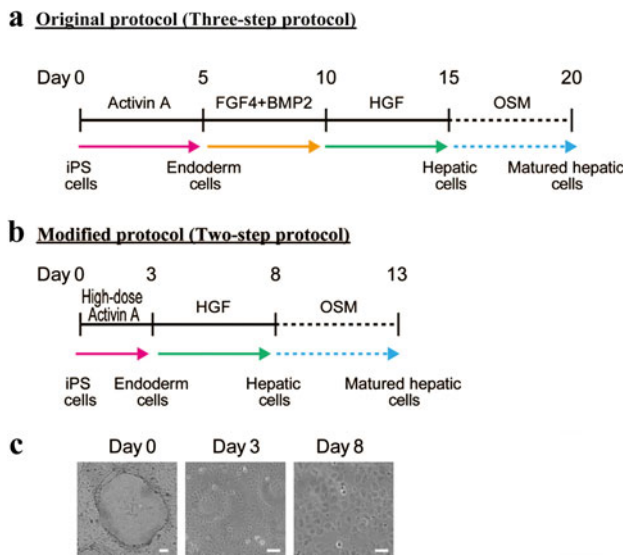 a Original protocol (Three-step protocol)
Day 0 5 10 15 20
Activin A FGF4+BMP2 HGF OSM
iPS cells Endoderm cells Hepatic cells Matured hepatic cells
b Modified protocol (Two-step protocol)
Day 0 3 8 13
High-dose Activin A HGF OSM
iPS cells Endoderm cells Hepatic cells Matured hepatic cells
c Day 0 Day 3 Day 8